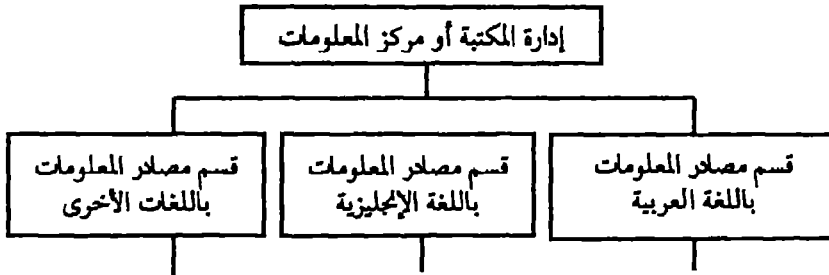 إدارة المكتبة أو مركز المعلومات
قسم مصادر المعلومات
باللغة العربية
قسم مصادر المعلومات
باللغة الإنجليزية
قسم مصادر المعلومات
باللغات الأخرى